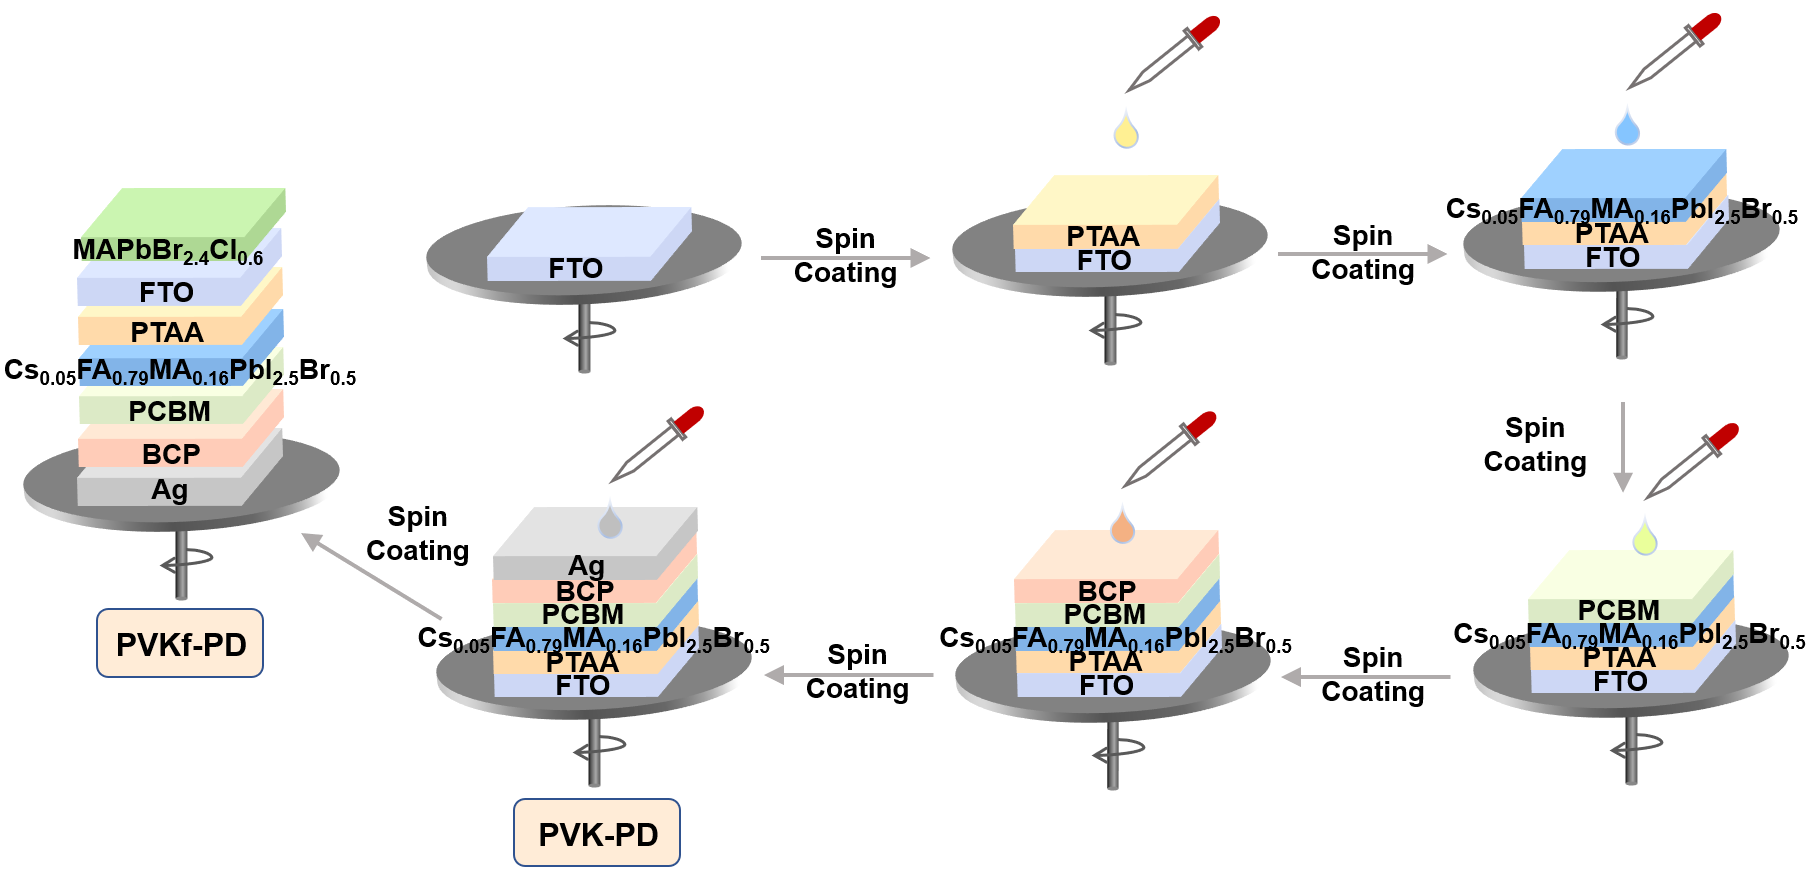 FTO
Spin
Coating
PTAA
FTO
Spin
Coating
Cs0.05FA0.79MA0.16PbI2.5Br0.5
PTAA
FTO
Spin
Coating
PCBM
Cs0.05FA0.79MA0.16PbI2.5Br0.5
PTAA
FTO
Spin
Coating
BCP
PCBM
Cs0.05FA0.79MA0.16PbI2.5Br0.5
PTAA
FTO
Spin
Coating
Ag
BCP
PCBM
Cs0.05FA0.79MA0.16PbI2.5Br0.5
PTAA
FTO
PVK-PD
Spin
Coating
MAPbBr2.4Cl0.6
FTO
PTAA
Cs0.05FA0.79MA0.16PbI2.5Br0.5
PCBM
BCP
Ag
PVKf-PD